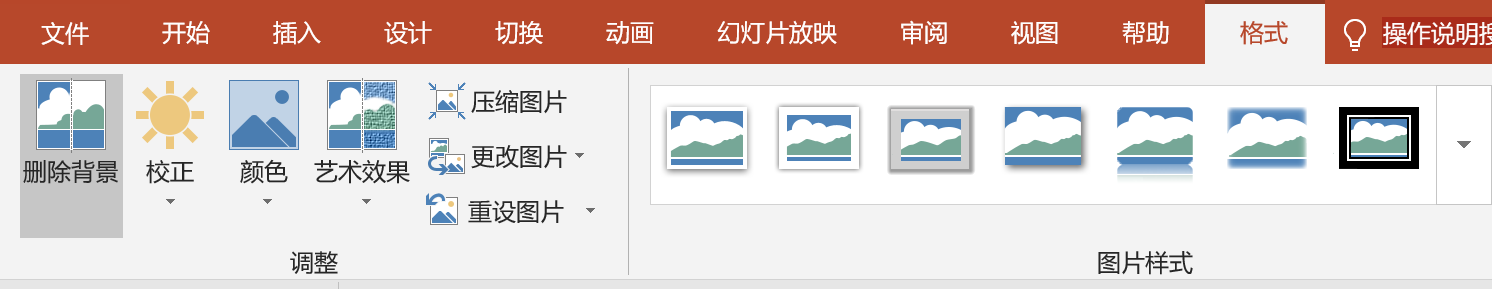 文件 开始 插入 设计 切换 动画 幻灯片放映 审阅 视图 帮助 格式 操作说明搜
删除背景 校正 颜色 艺术效果
压缩图片
更改图片
重设图片
调整
图片样式